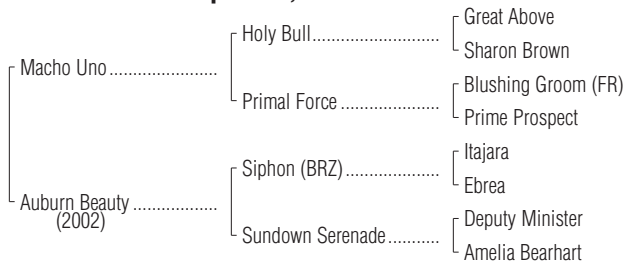 Great Above
Holy Bull
Sharon Brown
Macho Uno
Blushing Groom (FR)
Primal Force
Prime Prospect
Itajara
Siphon (BRZ)
Ebrea
Auburn Beauty
(2002)
Deputy Minister
Sundown Serenade
Amelia Bearhart